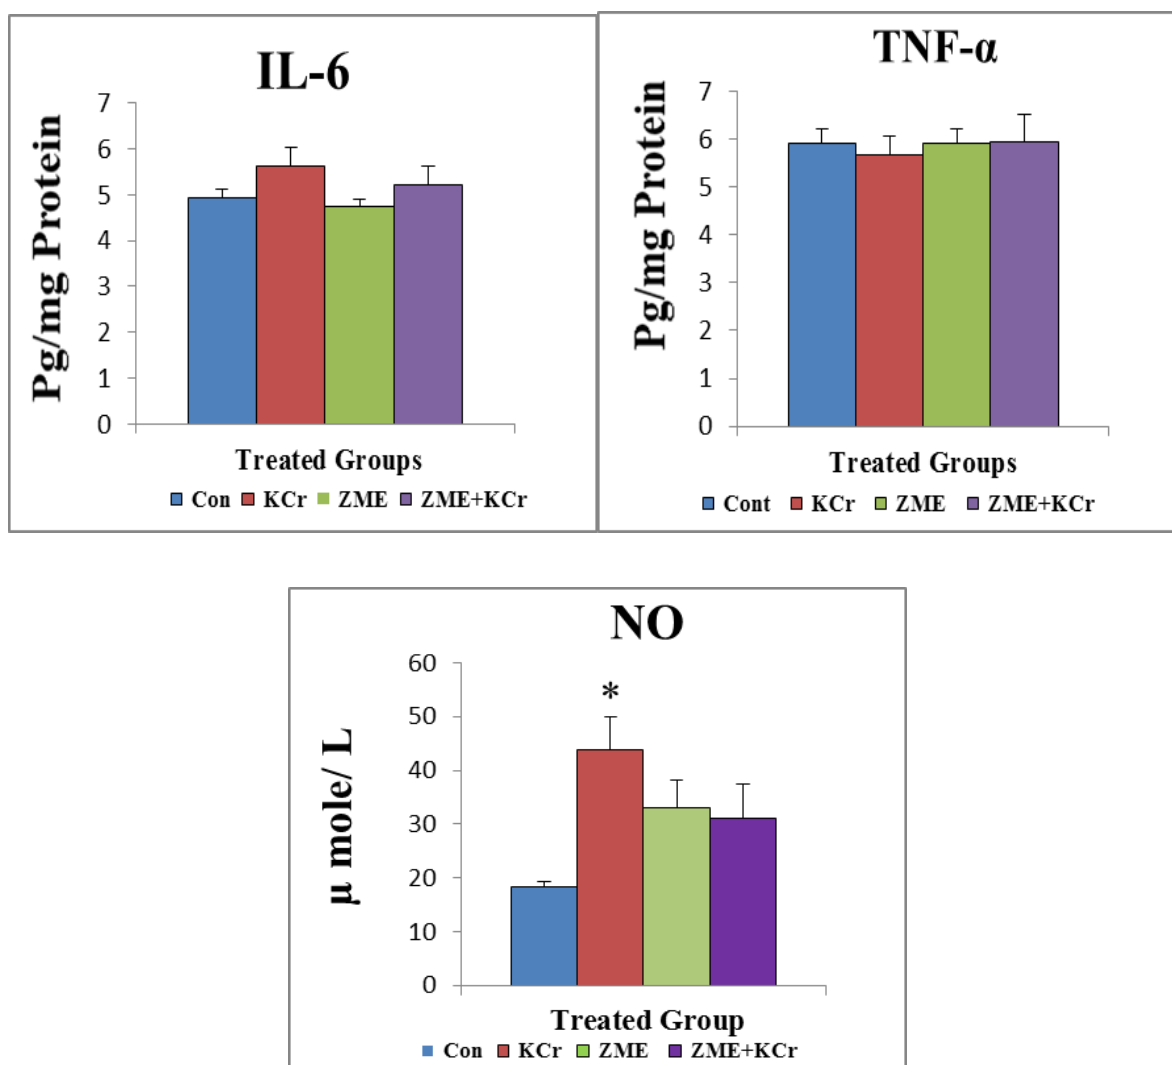 IL-6
Pg/mg Protein
7
6
5
4
3
2
1
0
Treated Groups
Con KCr ZME ZME+KCr
TNF-α
Pg/mg Protein
7
6
5
4
3
2
1
0
Treated Groups
Cont KCr ZME ZME+KCr
NO
μ mole/ L
60
50
40
30
20
10
0
*
Treated Group
Con KCr ZME ZME+KCr